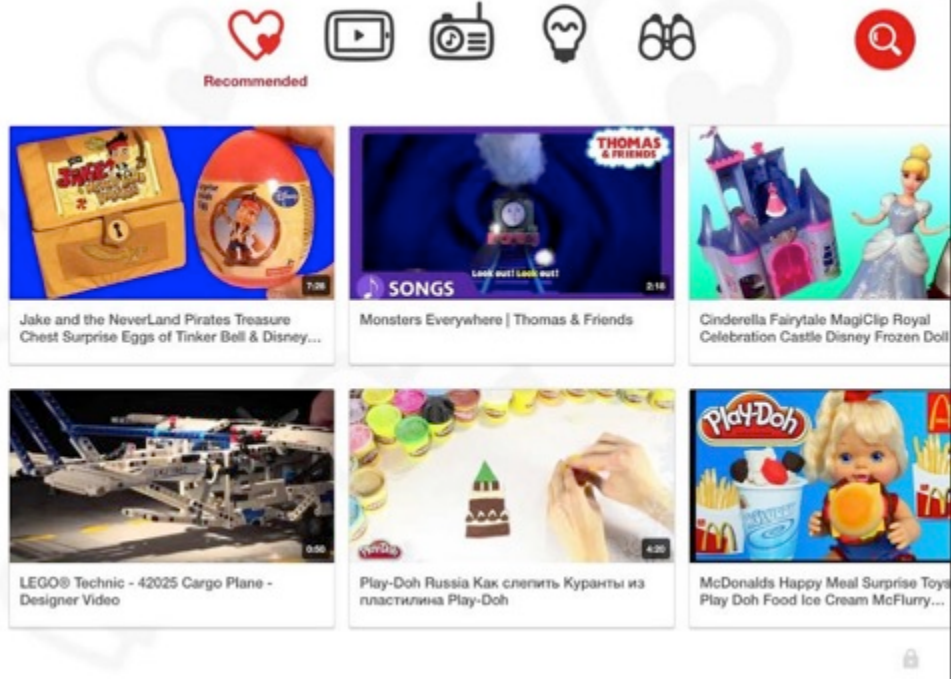 Recommended
JAKE
Disney
7:26
THOMAS
& FRIENDS
Look out! Look out!
SONGS
2:16
Jake and the NeverLand Pirates Treasure
Chest Surprise Eggs of Tinker Bell & Disney...
Monsters Everywhere | Thomas & Friends
Cinderella Fairytale MagiClip Royal
Celebration Castle Disney Frozen Doll
0:56
Play-Doh
4:20
PLAY-DOH
LEGO® Technic - 42025 Cargo Plane -
Designer Video
Play-Doh Russia Как слепить Куранты из
пластилина Play-Doh
McDonalds Happy Meal Surprise Toys
Play Doh Food Ice Cream McFlurry...